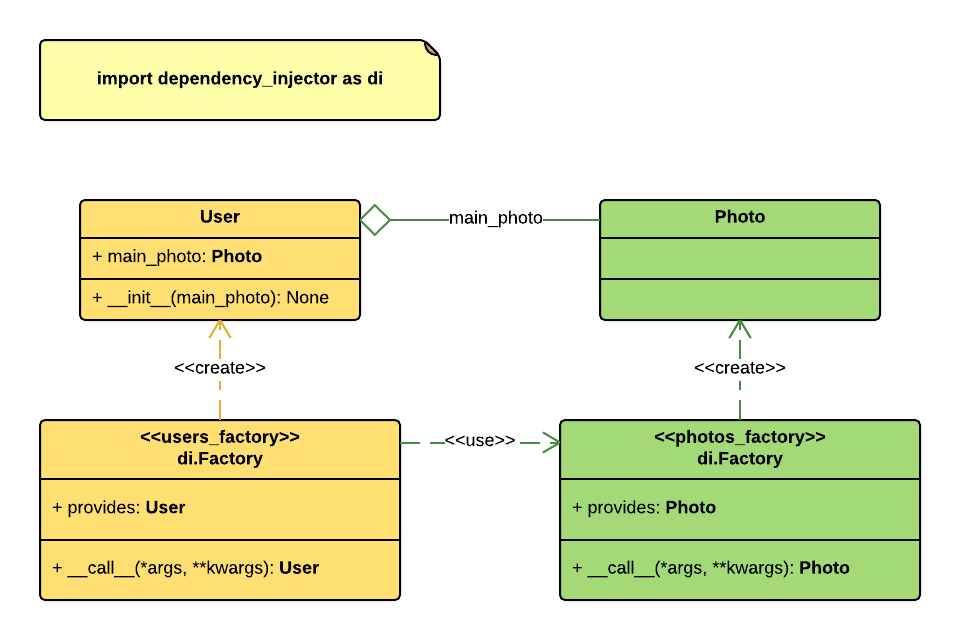 import dependency_injector as di
User
main_photo
Photo
+ main_photo: Photo
+ __init__(main_photo): None
<<create>>
<<create>>
<<users_factory>>
di.Factory
<<use>>
<<photos_factory>>
di.Factory
+ provides: User
+ provides: Photo
+ __call__(*args, **kwargs): User
+ __call__(*args, **kwargs): Photo